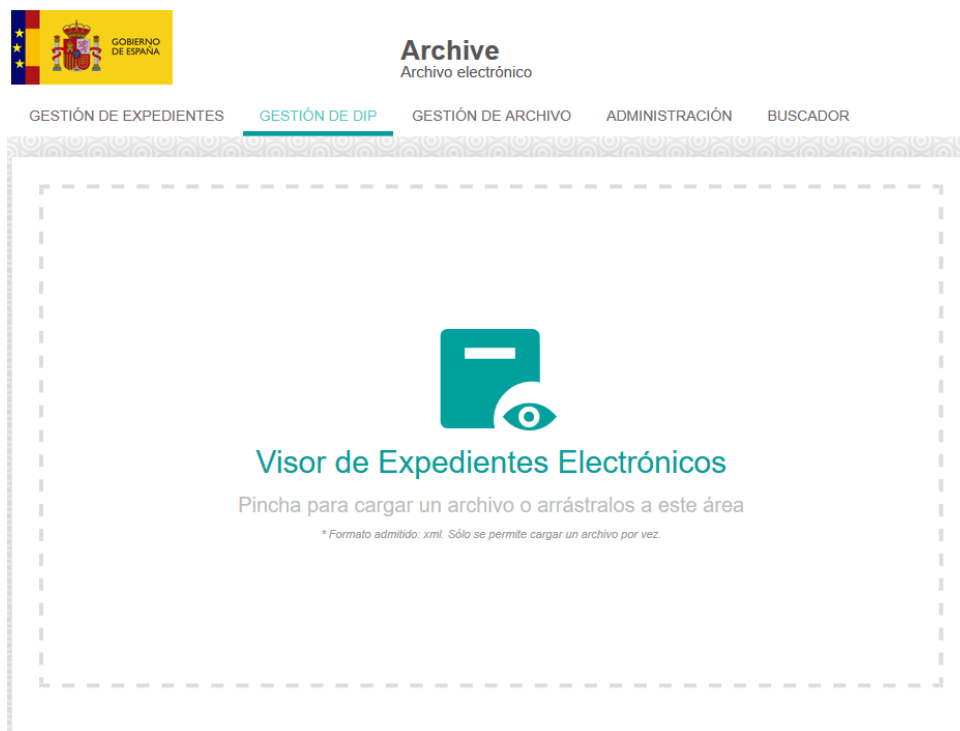 GOBIERNO
DE ESPAÑA
Archive
Archivo electrónico
GESTIÓN DE EXPEDIENTES GESTIÓN DE DIP GESTIÓN DE ARCHIVO ADMINISTRACIÓN BUSCADOR
Visor de Expedientes Electrónicos
Pincha para cargar un archivo o arrástralos a este área
* Formato admitido: xml. Sólo se permite cargar un archivo por vez.